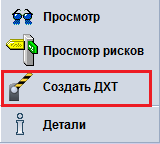 Просмотр
Просмотр рисков
Создать ДХТ
Детали